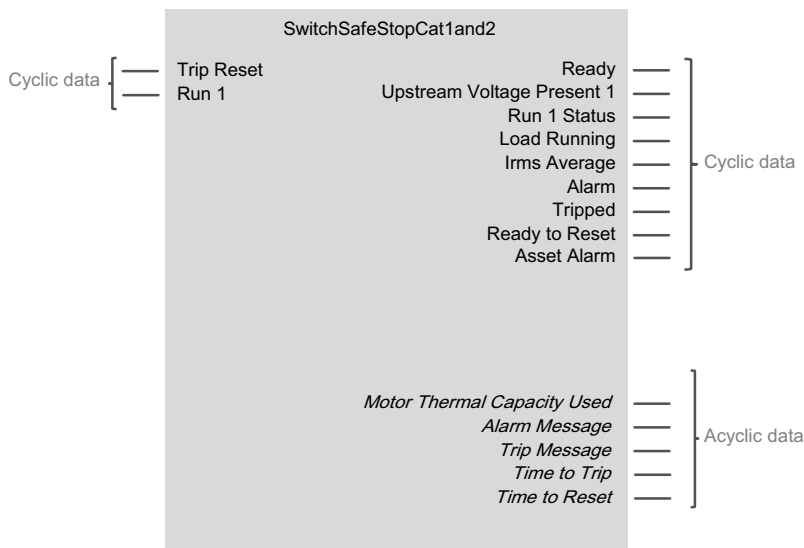 SwitchSafeStopCat1and2
Cyclic data
Trip Reset
Run 1
Ready
Upstream Voltage Present 1
Run 1 Status
Load Running
Irms Average
Alarm
Tripped
Ready to Reset
Asset Alarm
Cyclic data
Motor Thermal Capacity Used
Alarm Message
Trip Message
Time to Trip
Time to Reset
Acyclic data